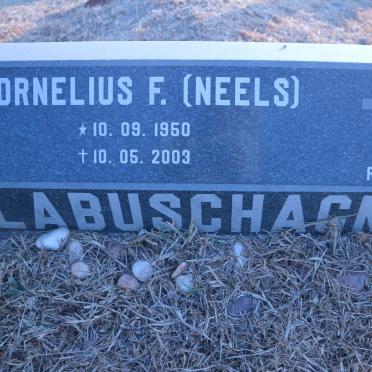 ORNELIUS F. (NEELS)
★ 10. 09. 1950
† 10. 05. 2003
LABUSCHAG